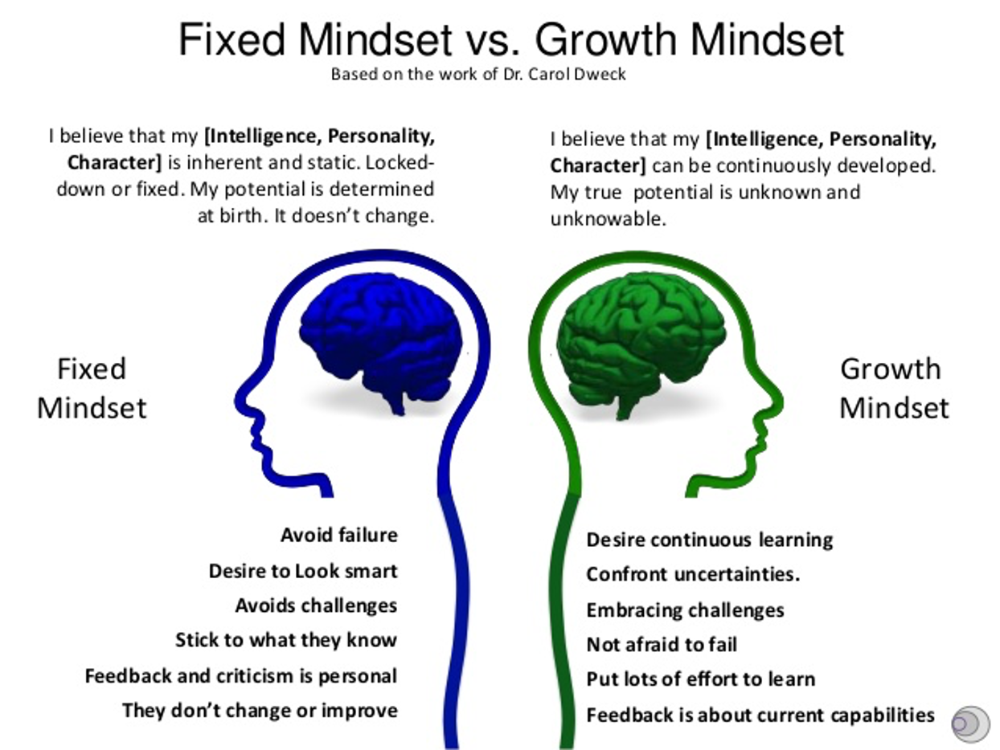 Fixed Mindset vs. Growth Mindset
Based on the work of Dr. Carol Dweck
I believe that my [Intelligence, Personality,
Character] is inherent and static. Locked-
down or fixed. My potential is determined
at birth. It doesn't change.
I believe that my [Intelligence, Personality,
Character] can be continuously developed.
My true potential is unknown and
unknowable.
Fixed
Mindset
Growth
Mindset
Avoid failure
Desire to Look smart
Avoids challenges
Stick to what they know
Feedback and criticism is personal
They don't change or improve
Desire continuous learning
Confront uncertainties.
Embracing challenges
Not afraid to fail
Put lots of effort to learn
Feedback is about current capabilities